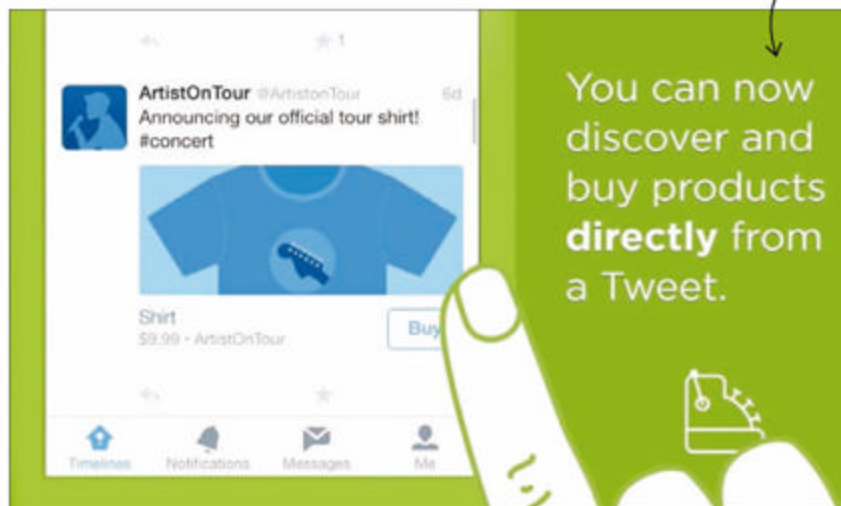 1
ArtistOnTour @ArtistonTour 6d
Announcing our official tour shirt!
#concert
Shirt
$9.99 • ArtistOnTour
Buy
Timelines
Notifications
Messages
Me
You can now
discover and
buy products
directly from
a Tweet.